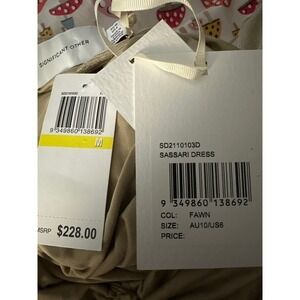 SIGNIFICANT OTHER
9 349860 138692
M
MSRP $228.00
SD2110103D
SASSARI DRESS
9 349860 138692
COL: FAWN
SIZE: AU10/US6
PRICE: